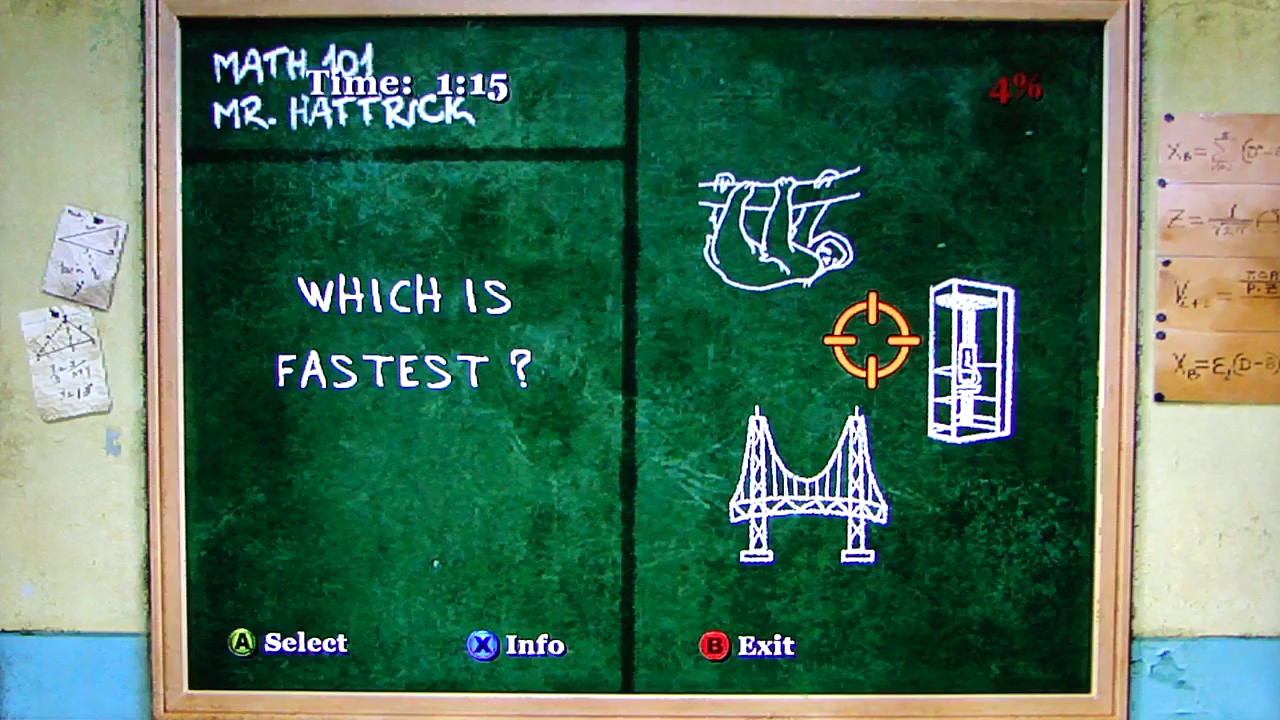 MATH 101
Time: 1:15
MR. HATTRICK
4%
WHICH IS
FASTEST ?
A Select
X Info
B Exit